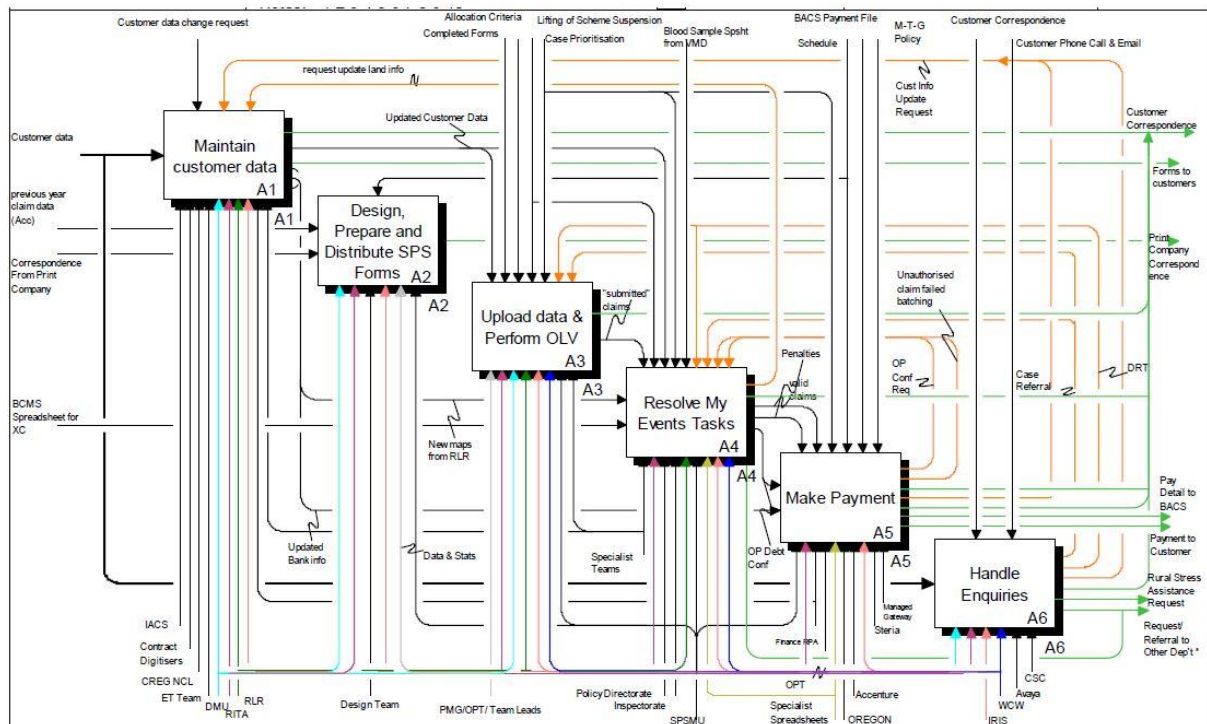 Customer data change request
Allocation Criteria
Completed Forms
Lifting of Scheme Suspension
Case Prioritisation
Blood Sample Spsht
from VMD
BACS Payment File
Schedule
M-T-G
Policy
Customer Correspondence
Customer Phone Call & Email
request update land info
Cust Info
Update
Request
Customer data
Maintain
customer data
A1
Updated Customer Data
Customer
Correspondence
Forms to
customers
previous year
claim data
(Acc)
A1
Design,
Prepare and
Distribute SPS
Forms
A2
A2
Correspondence
From Print
Company
Print
Company
Correspond
ence
Unauthorised
claim failed
batching
"submitted"
claims
Upload data &
Perform OLV
A3
A3
Penalties
valid
claims
OP
Conf
Req
Case
Referral
DRT
BCMS
Spreadsheet for
XC
New maps
from RLR
Resolve My
Events Tasks
A4
A4
Make Payment
A5
A5
Pay
Detail to
BACS
Payment to
Customer
Updated
Bank info
Data & Stats
Specialist
Teams
OP Debt
Conf
Handle
Enquiries
A6
A6
Rural Stress
Assistance
Request
Request/
Referral to
Other Dep't *
Managed
Gateway
Steria
Finance RPA
IACS
Contract
Digitisers
CREG NCL
ET Team
DMU
RITA
RLR
Design Team
PMG/OPT/ Team Leads
Policy Directorate
Inspectorate
SPSMU
OPT
Specialist
Spreadsheets
Accenture
OREGON
IRIS
WCW
Avaya
CSC